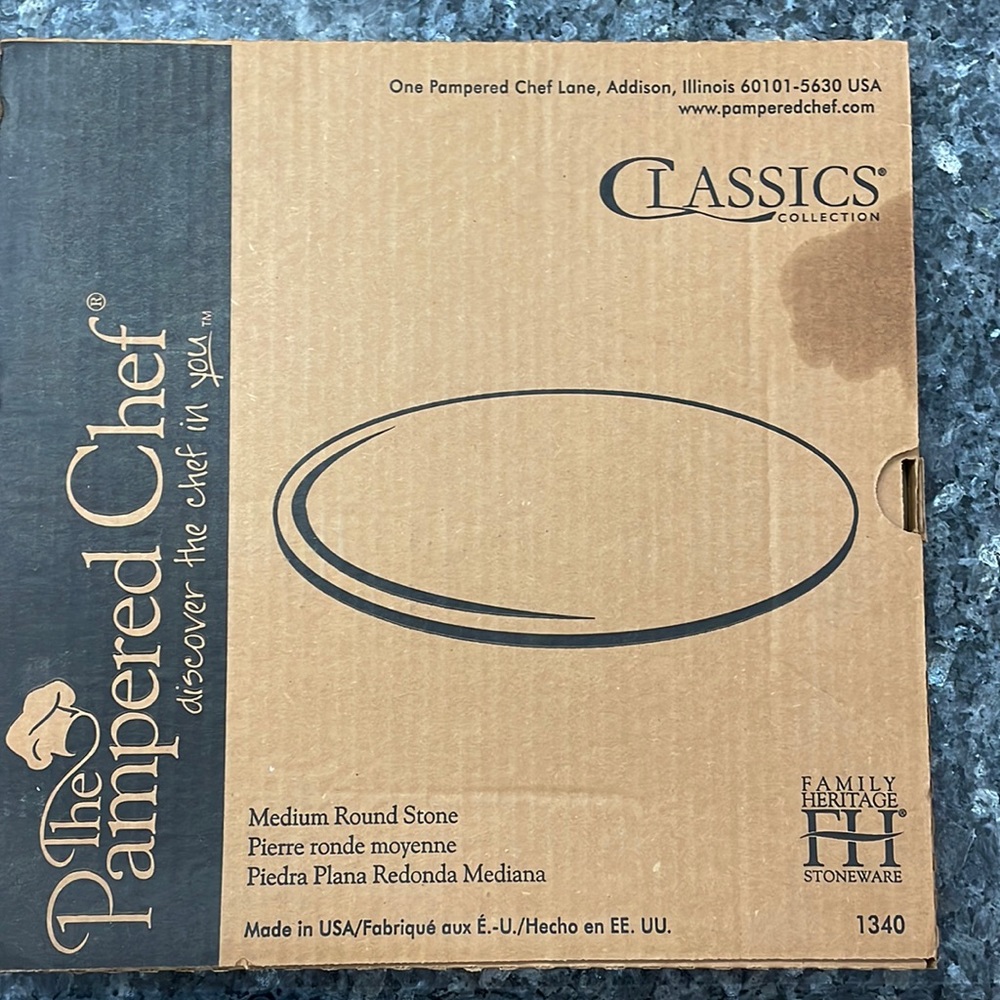 One Pampered Chef Lane, Addison, Illinois 60101-5630 USA
www.pamperedchef.com
CLASSICS®
COLLECTION
The
Pampered Chef®
discover the chef in you™
Medium Round Stone
Pierre ronde moyenne
Piedra Plana Redonda Mediana
Made in USA/Fabriqué aux É.-U./Hecho en EE. UU.
FAMILY
HERITAGE
FH®
STONEWARE
1340